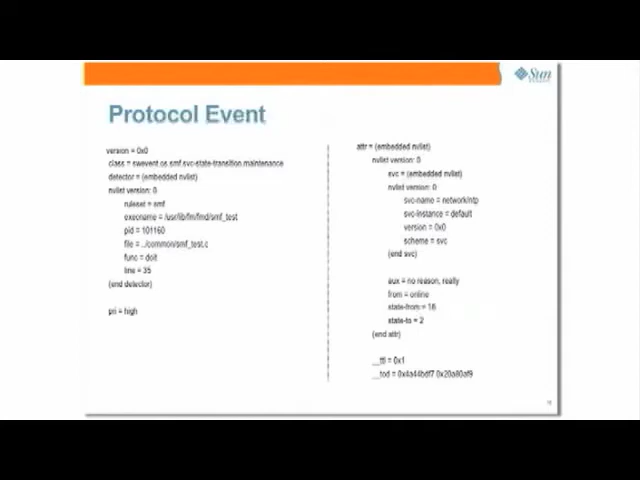 Sun
Protocol Event
version = 0x0
class = swevent os smf svc-state-transition maintenance
detector = (embedded nvlist)
nvlist version: 0
ruleset = smf
execname = /usr/lib/fm/fmd/smf_test
pid = 101160
file = ../common/smf_test.c
func = doit
line = 35
(end detector)
pri = high
attr = (embedded nvlist)
nvlist version: 0
svc = (embedded nvlist)
nvlist version: 0
svc-name = network/ntp
svc-instance = default
version = 0x0
scheme = svc
(end svc)
aux = no reason, really
from = online
state-from = 16
state-to = 2
(end attr)
__ttl = 0x1
__tod = 0x4a44bdf7 0x20a80af9